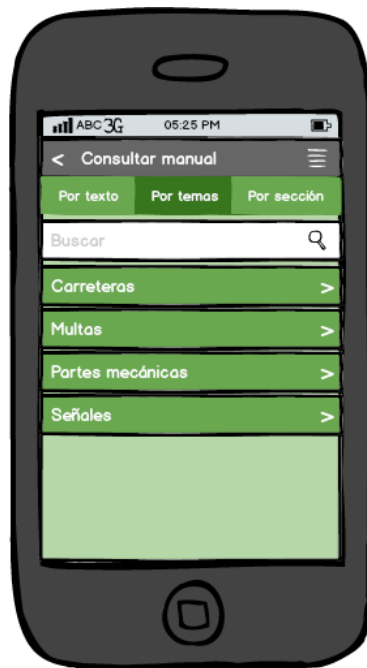 ABC 3G 05:25 PM
< Consultar manual
Por texto Por temas Por sección
Buscar
Carreteras >
Multas >
Partes mecánicas >
Señales >